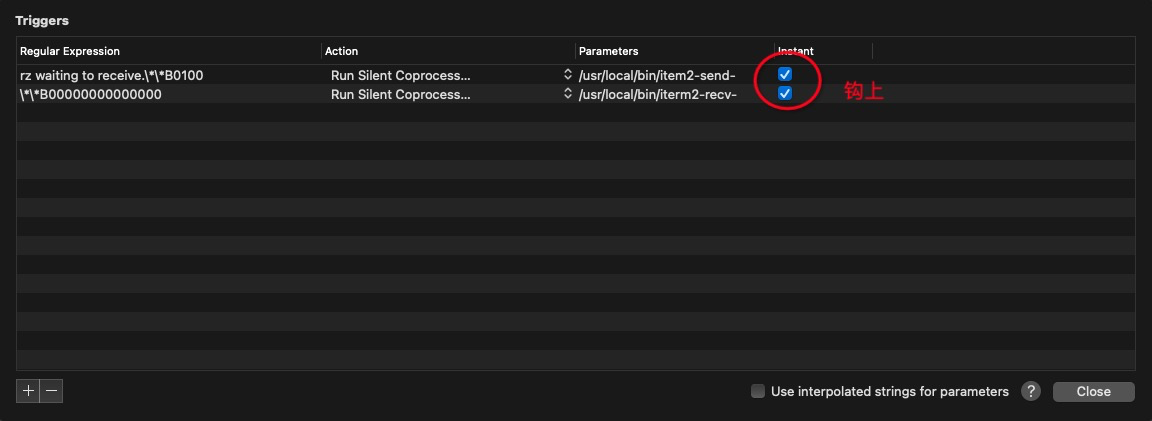 Triggers
Regular Expression Action Parameters Instant
rz waiting to receive.\*\*B0100 Run Silent Coprocess... /usr/local/bin/item2-send-
\*\*B00000000000000 Run Silent Coprocess... /usr/local/bin/iterm2-recv-
钩上
+ − Use interpolated strings for parameters ? Close